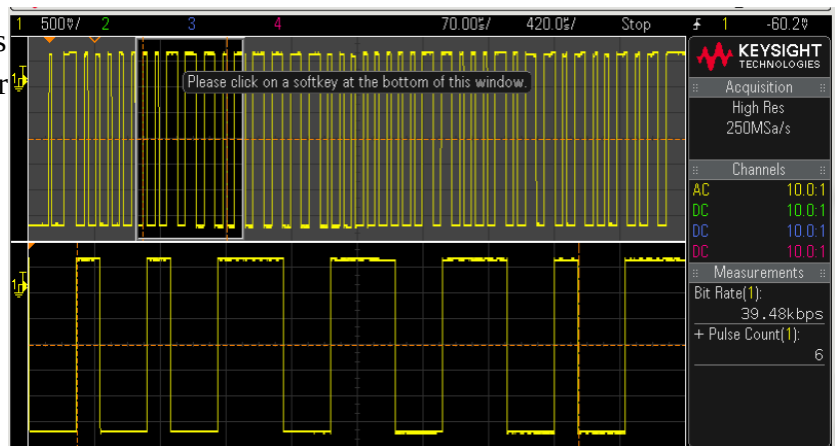 1 500▽/ 2 3 4 70.00s/ 420.0s/ Stop 1 -60.2▽
s
r
Please click on a softkey at the bottom of this window.
KEYSIGHT
TECHNOLOGIES
Acquisition
High Res
250MSa/s
Channels
AC 10.0:1
DC 10.0:1
DC 10.0:1
DC 10.0:1
Measurements
Bit Rate(1):
39.48kbps
+ Pulse Count(1):
6